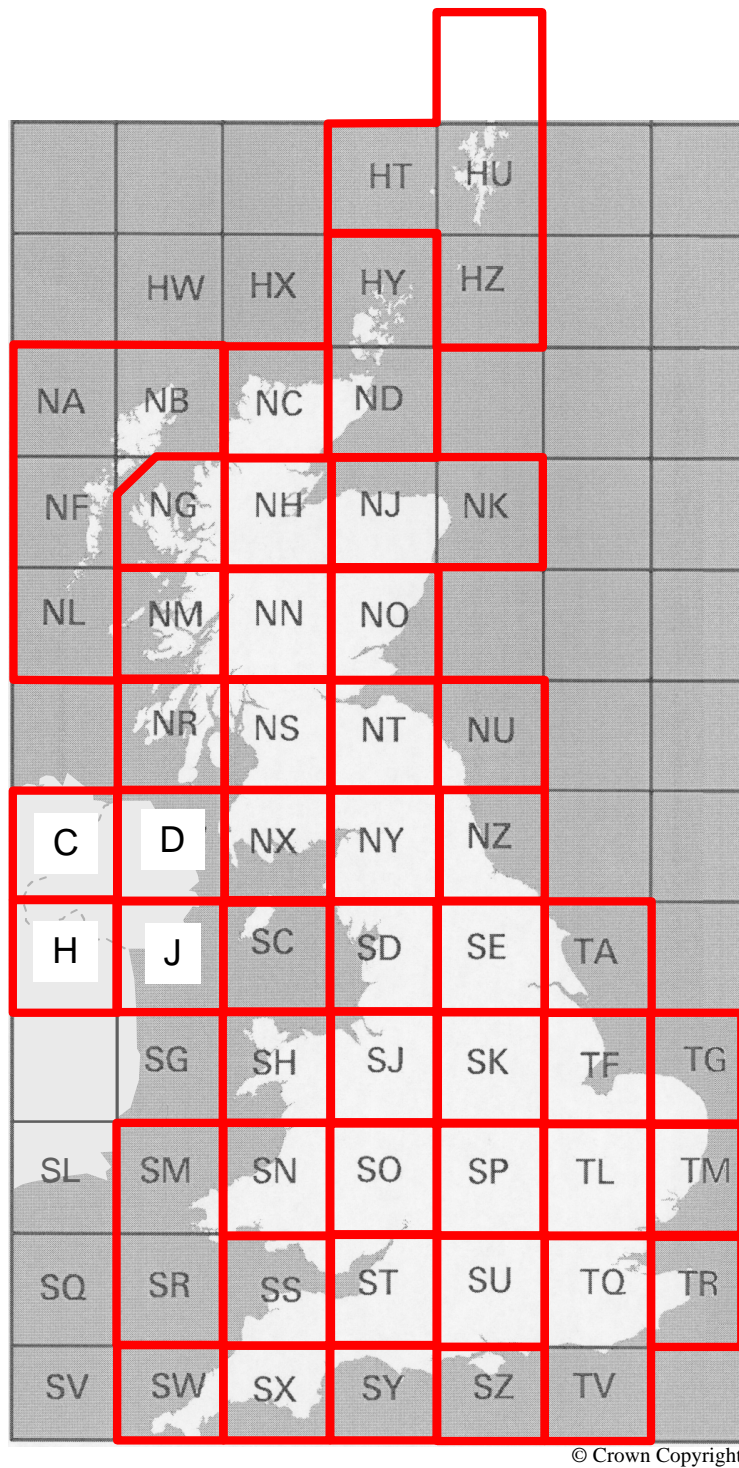 HT HU
HW HX HY HZ
NA NB NC ND
NF NG NH NJ NK
NL NM NN NO
NR NS NT NU
C D NX NY NZ
H J SC SD SE TA
SG SH SJ SK TF TG
SL SM SN SO SP TL TM
SQ SR SS ST SU TQ TR
SV SW SX SY SZ TV
© Crown Copyright